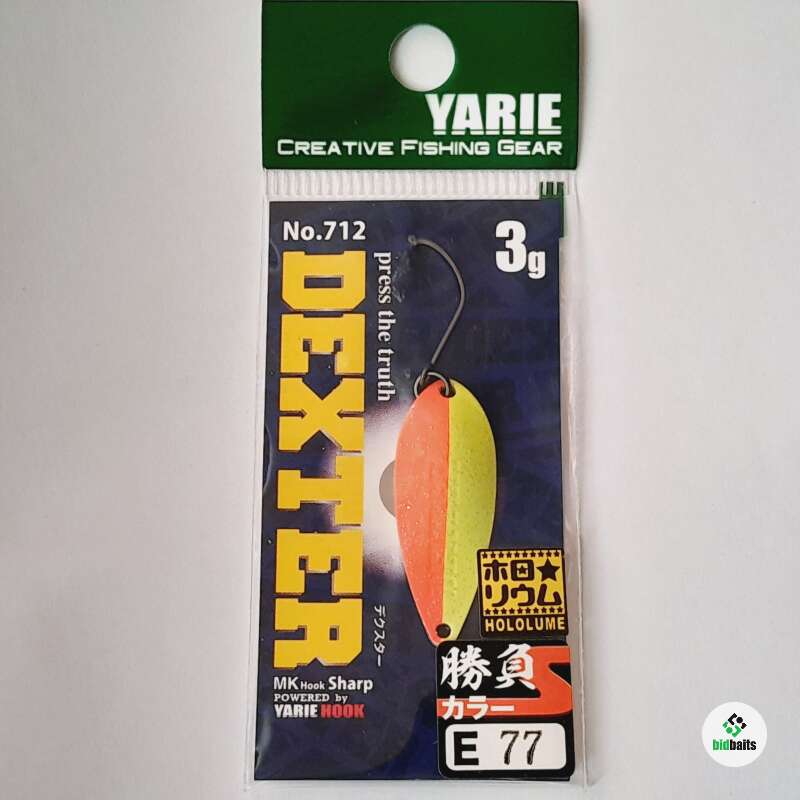 YARIE
CREATIVE FISHING GEAR
No.712
3g
press the truth
DEXTER
デクスター
ホロ★
リウム
HOLOLUME
MK Hook Sharp
POWERED by
YARIE HOOK
勝負S
カラー
E 77
bidbaits